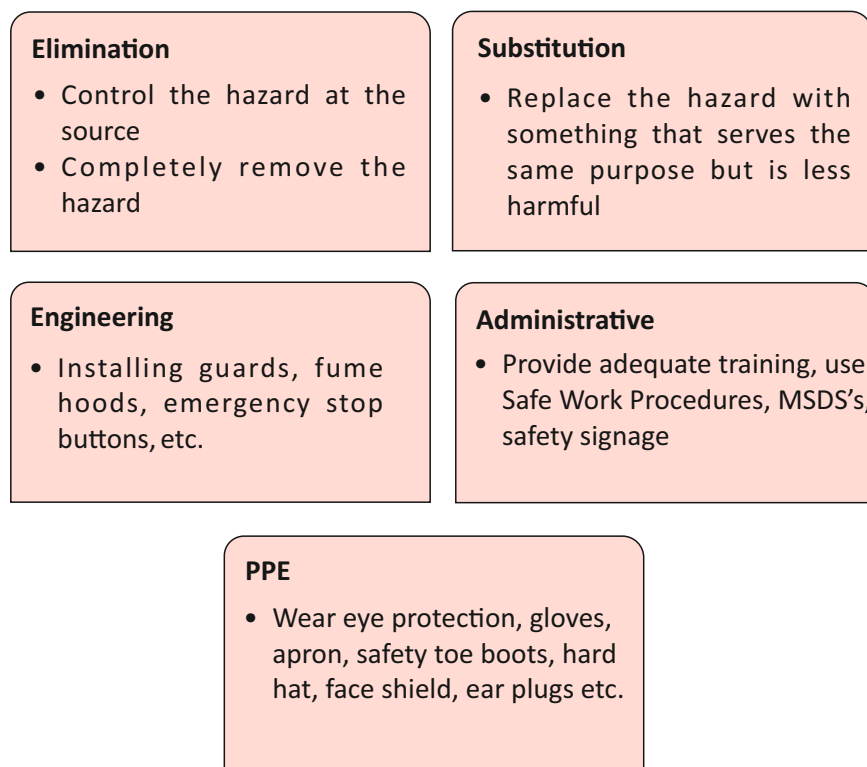 Elimination
• Control the hazard at the
source
• Completely remove the
hazard
Substitution
• Replace the hazard with
something that serves the
same purpose but is less
harmful
Engineering
• Installing guards, fume
hoods, emergency stop
buttons, etc.
Administrative
• Provide adequate training, use
Safe Work Procedures, MSDS's,
safety signage
PPE
• Wear eye protection, gloves,
apron, safety toe boots, hard
hat, face shield, ear plugs etc.